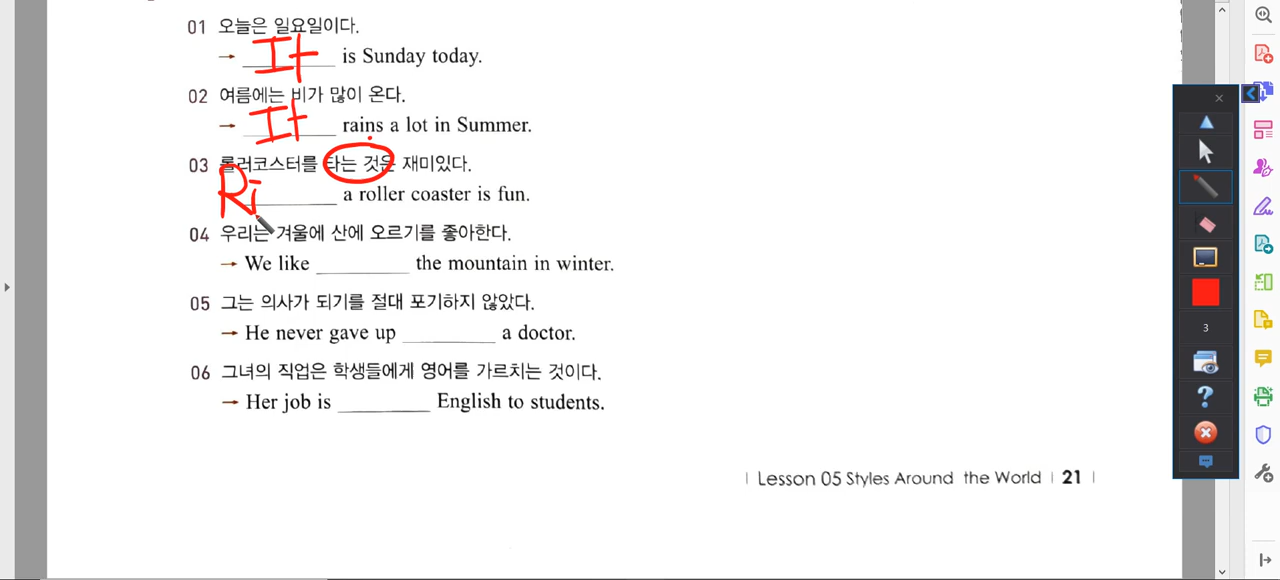 01 오늘은 일요일이다.
→ It is Sunday today.
02 여름에는 비가 많이 온다.
→ It rains a lot in Summer.
03 롤러코스터를 타는 것은 재미있다.
Ri a roller coaster is fun.
04 우리는 겨울에 산에 오르기를 좋아한다.
→ We like ________ the mountain in winter.
05 그는 의사가 되기를 절대 포기하지 않았다.
→ He never gave up ________ a doctor.
06 그녀의 직업은 학생들에게 영어를 가르치는 것이다.
→ Her job is ________ English to students.
| Lesson 05 Styles Around the World | 21 |
3